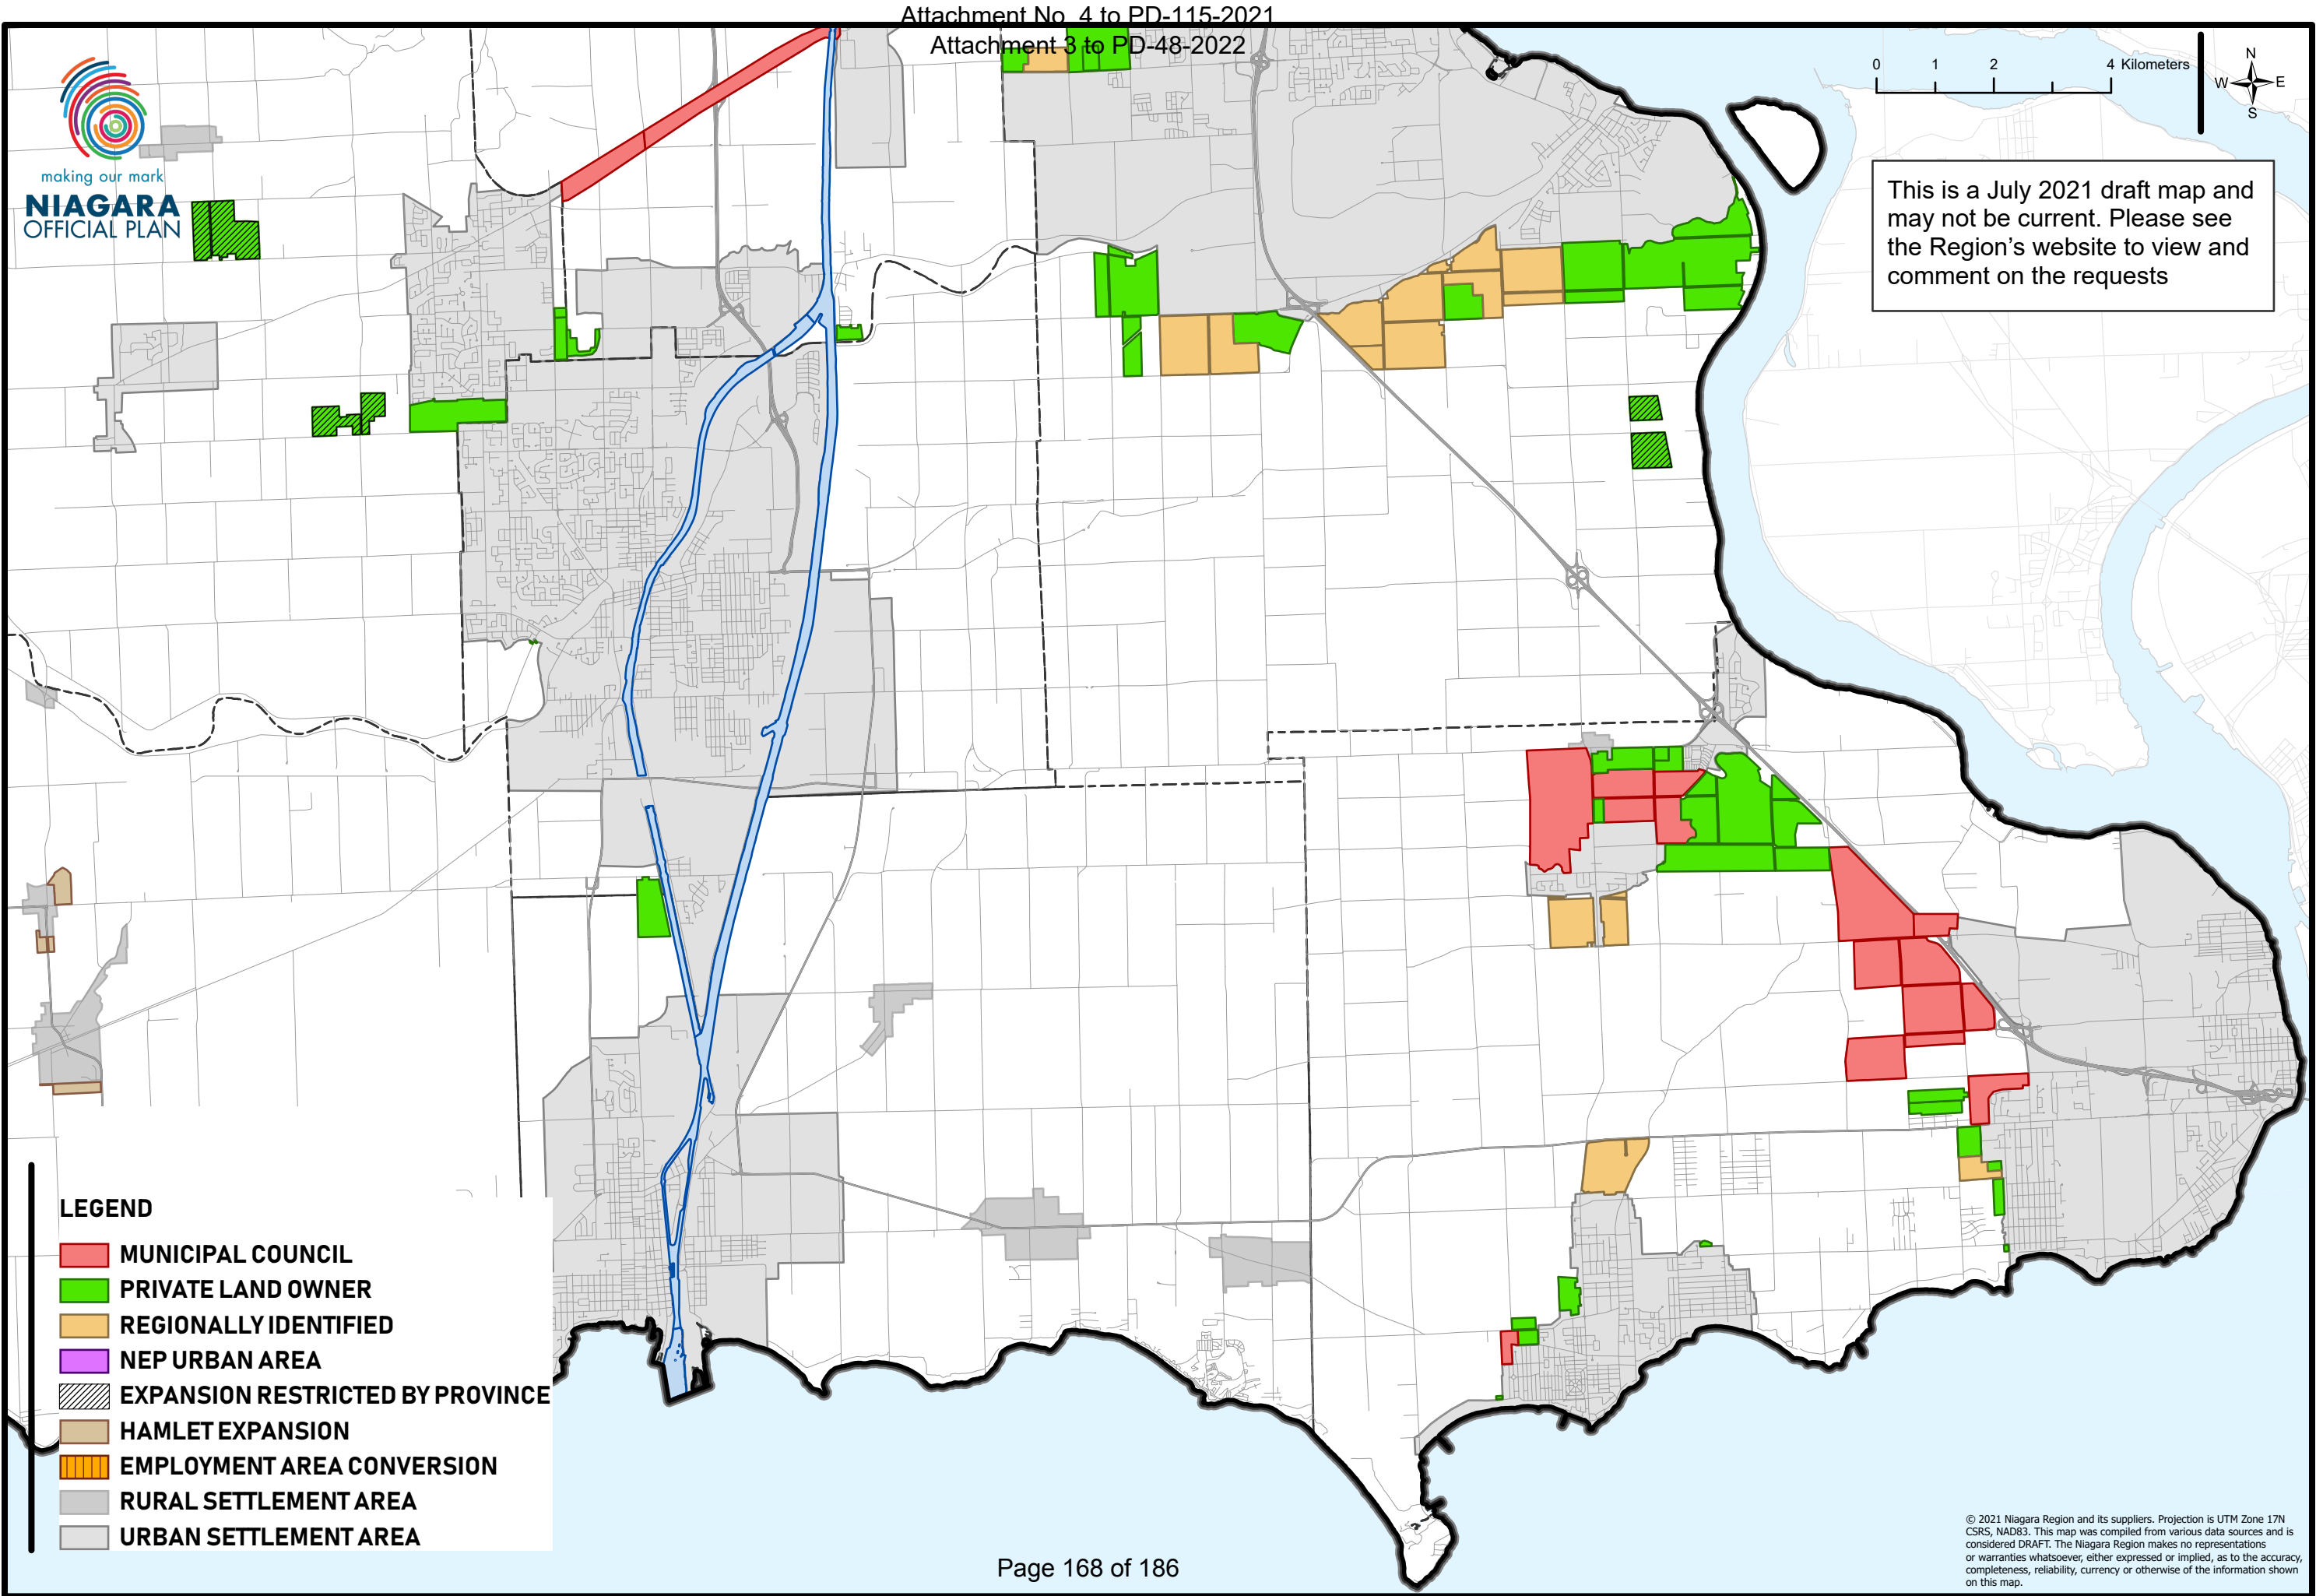 Attachment No. 4 to PD-115-2021
Attachment 3 to PD-48-2022
making our mark
NIAGARA
OFFICIAL PLAN
0 1 2 4 Kilometers
N
W E
S
This is a July 2021 draft map and
may not be current. Please see
the Region's website to view and
comment on the requests
LEGEND
MUNICIPAL COUNCIL
PRIVATE LAND OWNER
REGIONALLY IDENTIFIED
NEP URBAN AREA
EXPANSION RESTRICTED BY PROVINCE
HAMLET EXPANSION
EMPLOYMENT AREA CONVERSION
RURAL SETTLEMENT AREA
URBAN SETTLEMENT AREA
Page 168 of 186
© 2021 Niagara Region and its suppliers. Projection is UTM Zone 17N
CSRS, NAD83. This map was compiled from various data sources and is
considered DRAFT. The Niagara Region makes no representations
or warranties whatsoever, either expressed or implied, as to the accuracy,
completeness, reliability, currency or otherwise of the information shown
on this map.